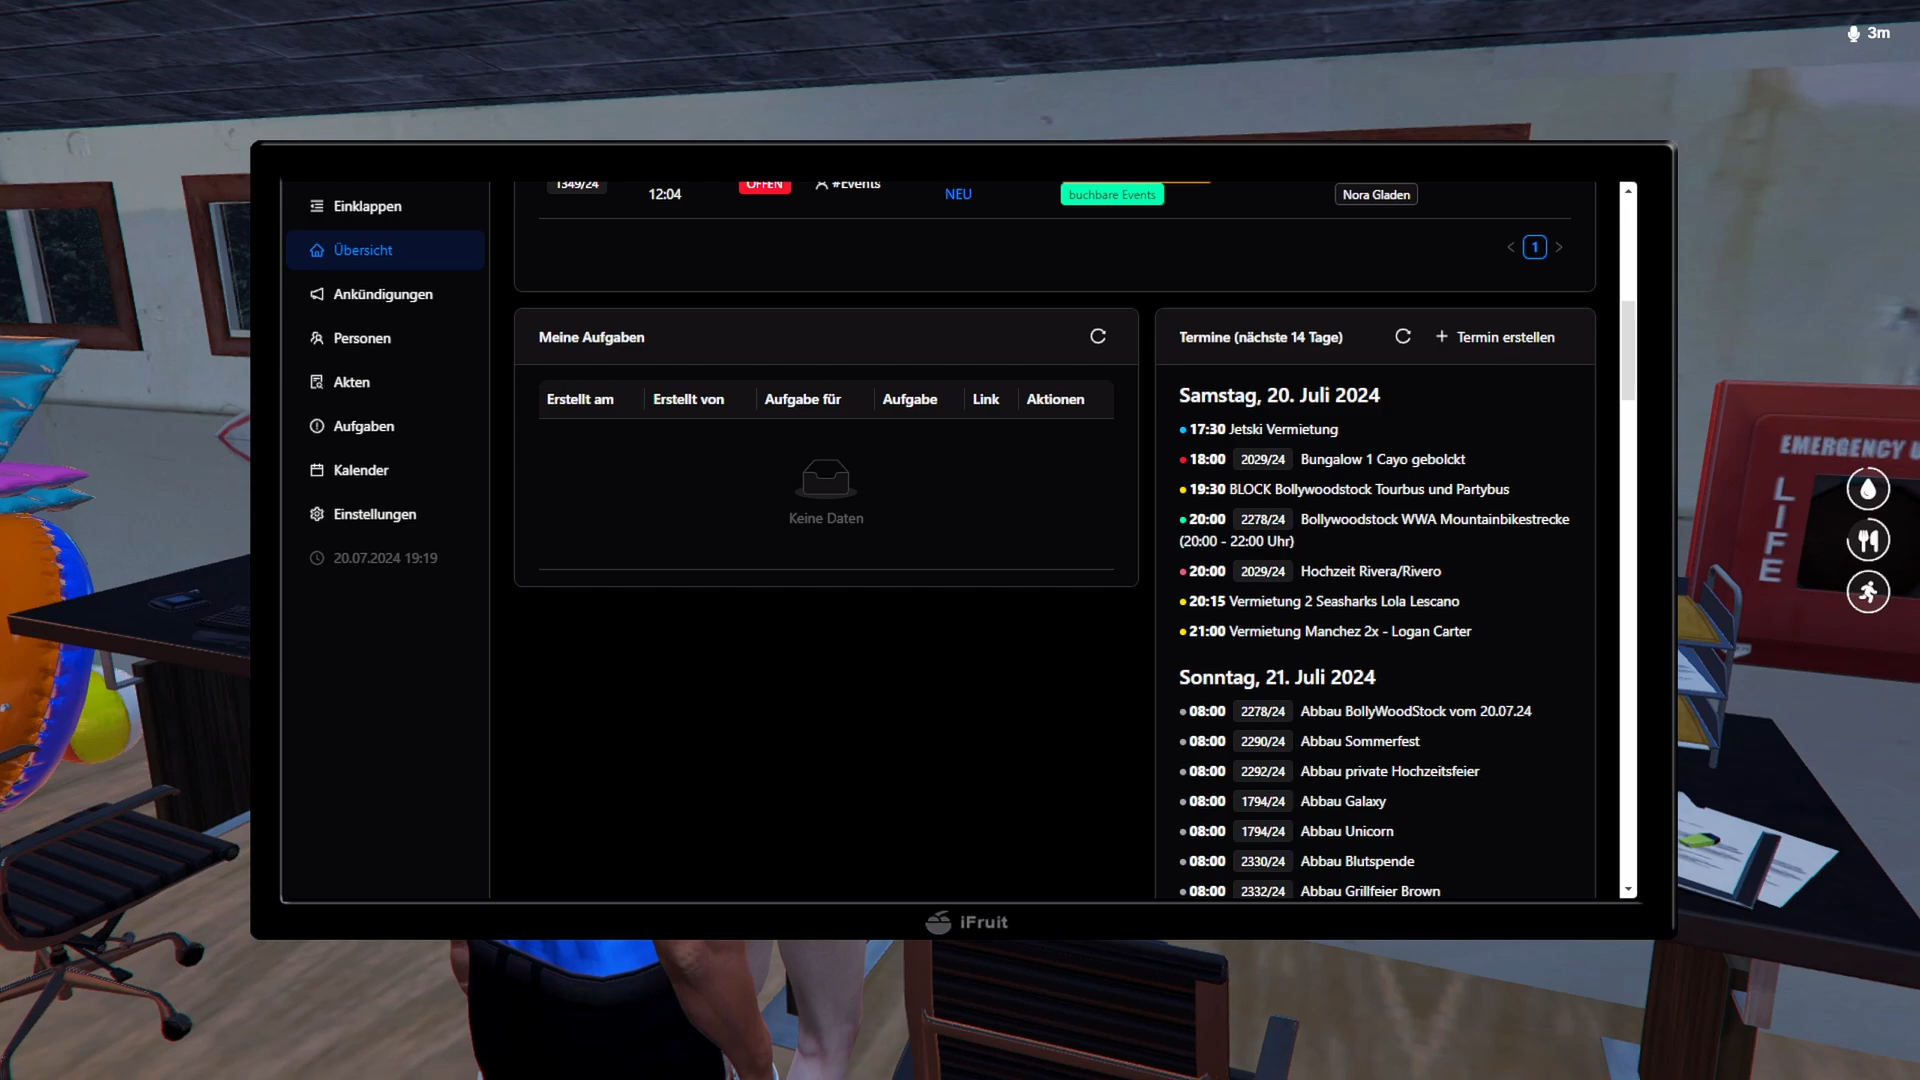 3m
1349/24
OFFEN
#Events
12:04
NEU
buchbare Events
Nora Gladen
1
Einklappen
Übersicht
Ankündigungen
Personen
Akten
Aufgaben
Kalender
Einstellungen
20.07.2024 19:19
Meine Aufgaben
Erstellt am Erstellt von Aufgabe für Aufgabe Link Aktionen
Keine Daten
Termine (nächste 14 Tage) + Termin erstellen
Samstag, 20. Juli 2024
17:30 Jetski Vermietung
18:00 2029/24 Bungalow 1 Cayo gebolckt
19:30 BLOCK Bollywoodstock Tourbus und Partybus
20:00 2278/24 Bollywoodstock WWA Mountainbikestrecke
(20:00 - 22:00 Uhr)
20:00 2029/24 Hochzeit Rivera/Rivero
20:15 Vermietung 2 Seasharks Lola Lescano
21:00 Vermietung Manchez 2x - Logan Carter
Sonntag, 21. Juli 2024
08:00 2278/24 Abbau BollyWoodStock vom 20.07.24
08:00 2290/24 Abbau Sommerfest
08:00 2292/24 Abbau private Hochzeitsfeier
08:00 1794/24 Abbau Galaxy
08:00 1794/24 Abbau Unicorn
08:00 2330/24 Abbau Blutspende
08:00 2332/24 Abbau Grillfeier Brown
iFruit
EMERGENCY
LIFE